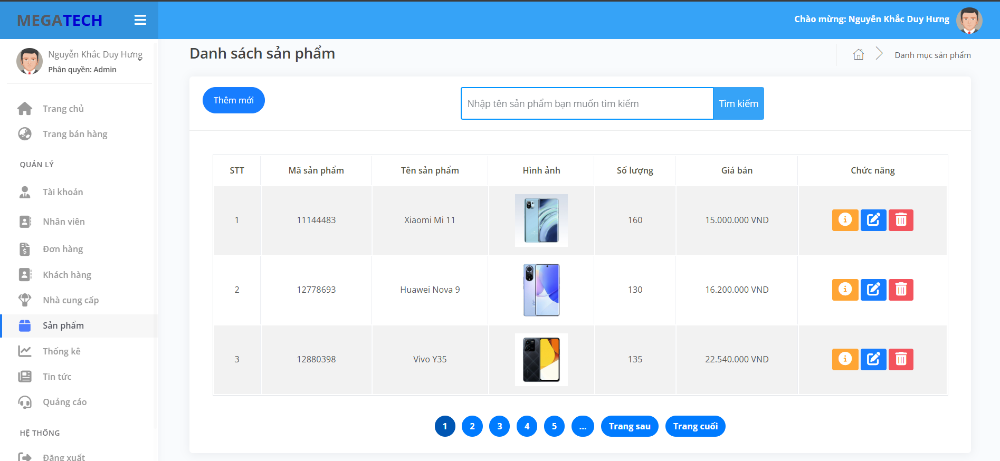 MEGATECH
Chào mừng: Nguyễn Khắc Duy Hưng
Nguyễn Khắc Duy Hưng
Phân quyền: Admin
Trang chủ
Trang bán hàng
QUẢN LÝ
Tài khoản
Nhân viên
Đơn hàng
Khách hàng
Nhà cung cấp
Sản phẩm
Thống kê
Tin tức
Quảng cáo
HỆ THỐNG
Đăng xuất
Danh sách sản phẩm
Danh mục sản phẩm
Thêm mới
Nhập tên sản phẩm bạn muốn tìm kiếm
Tìm kiếm
STT Mã sản phẩm Tên sản phẩm Hình ảnh Số lượng Giá bán Chức năng
1 11144483 Xiaomi Mi 11 160 15.000.000 VND
2 12778693 Huawei Nova 9 130 16.200.000 VND
3 12880398 Vivo Y35 135 22.540.000 VND
1 2 3 4 5 ... Trang sau Trang cuối